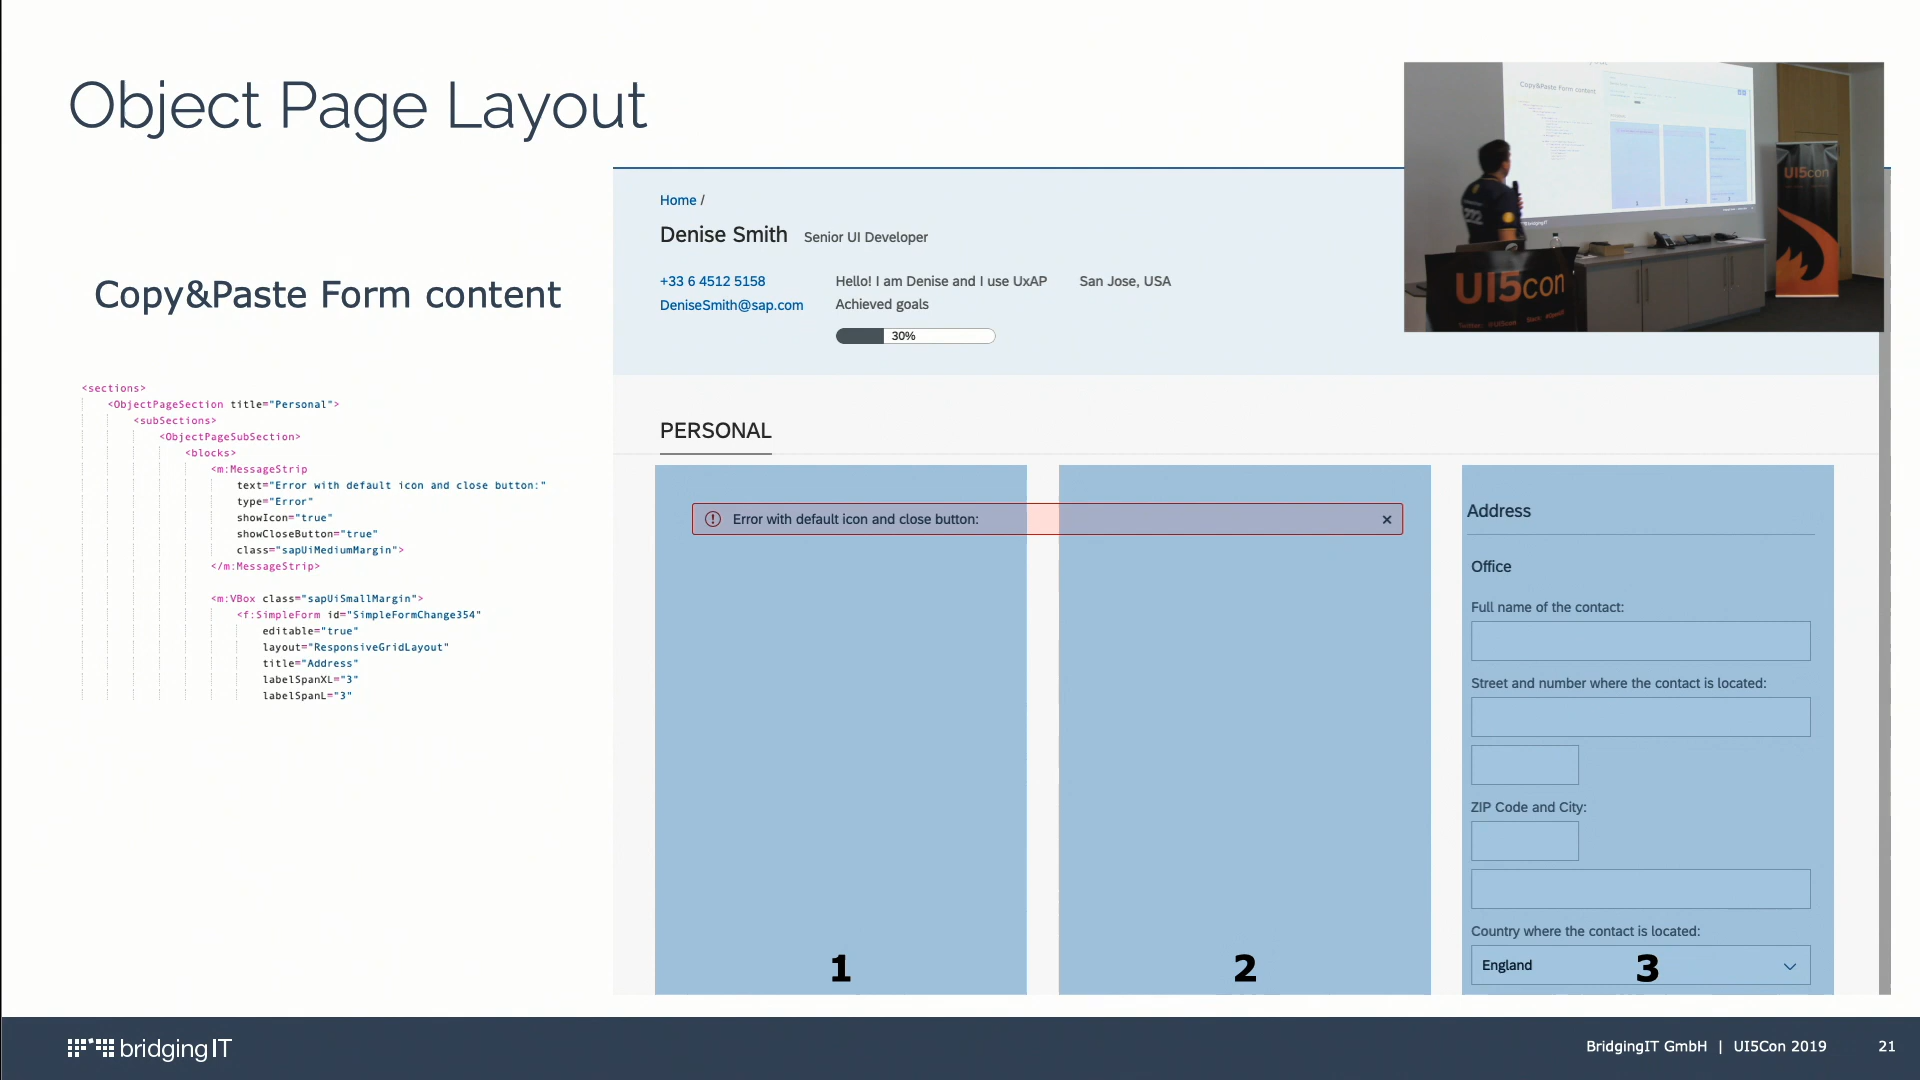 Object Page Layout
Copy&Paste Form content
<sections>
<ObjectPageSection title="Personal">
<subSections>
<ObjectPageSubSection>
<blocks>
<m:MessageStrip
text="Error with default icon and close button:"
type="Error"
showIcon="true"
showCloseButton="true"
class="sapUiMediumMargin">
</m:MessageStrip>
<m:VBox class="sapUiSmallMargin">
<f:SimpleForm id="SimpleFormChange354"
editable="true"
layout="ResponsiveGridLayout"
title="Address"
labelSpanXL="3"
labelSpanL="3"
Home /
Denise Smith Senior UI Developer
+33 6 4512 5158 Hello! I am Denise and I use UxAP San Jose, USA
DeniseSmith@sap.com Achieved goals
30%
PERSONAL
Error with default icon and close button:
Address
Office
Full name of the contact:
Street and number where the contact is located:
ZIP Code and City:
Country where the contact is located:
England
1 2 3
Copy&Paste Form content
UI5con
UI5con
bridgingIT
BridgingIT GmbH | UI5Con 2019 21